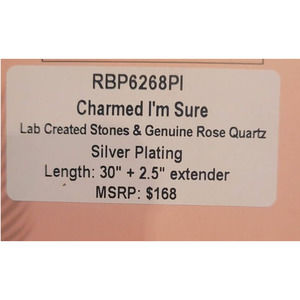 RBP6268PI
Charmed I'm Sure
Lab Created Stones & Genuine Rose Quartz
Silver Plating
Length: 30" + 2.5" extender
MSRP: $168